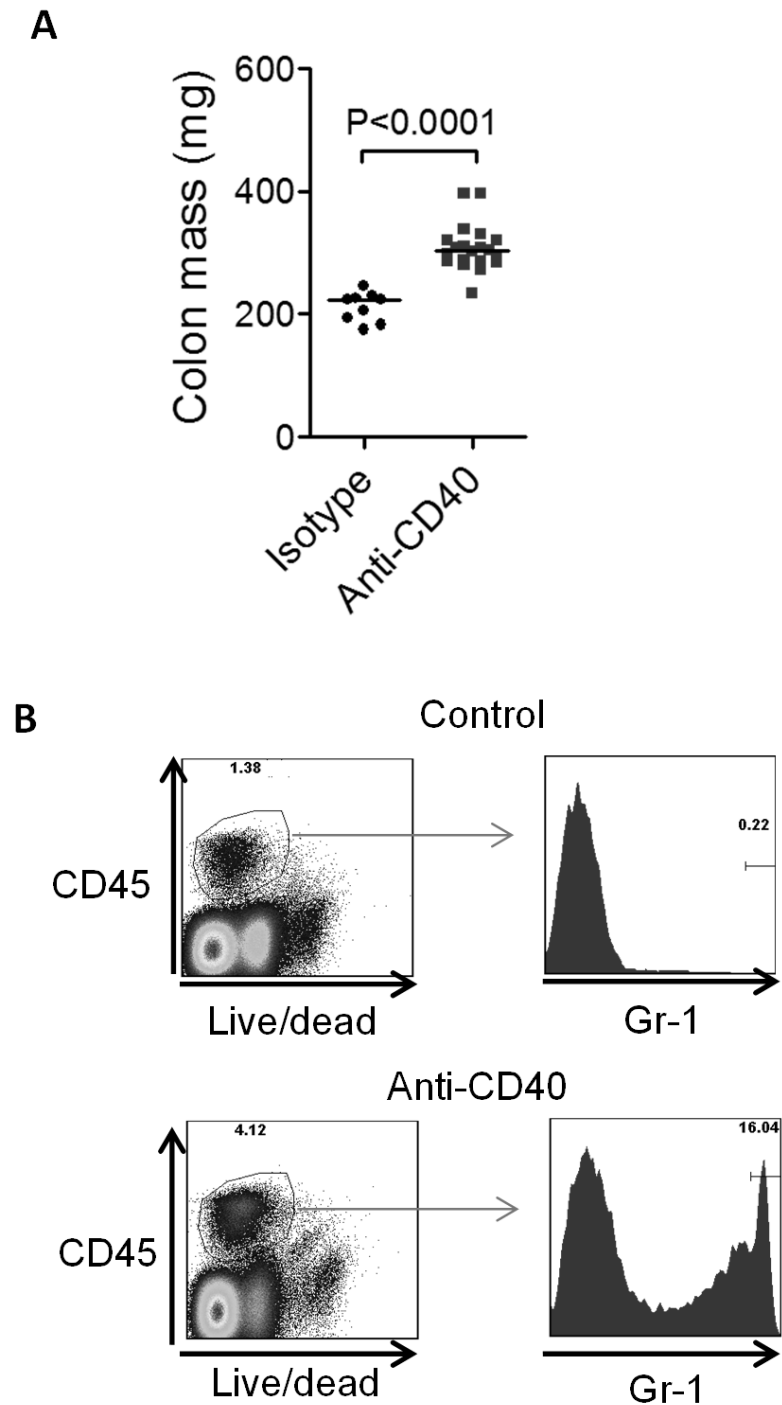 A
600
400
200
0
Colon mass (mg)
P<0.0001
Isotype
Anti-CD40
B
Control
1.38
CD45
Live/dead
0.22
Gr-1
Anti-CD40
4.12
CD45
Live/dead
16.04
Gr-1